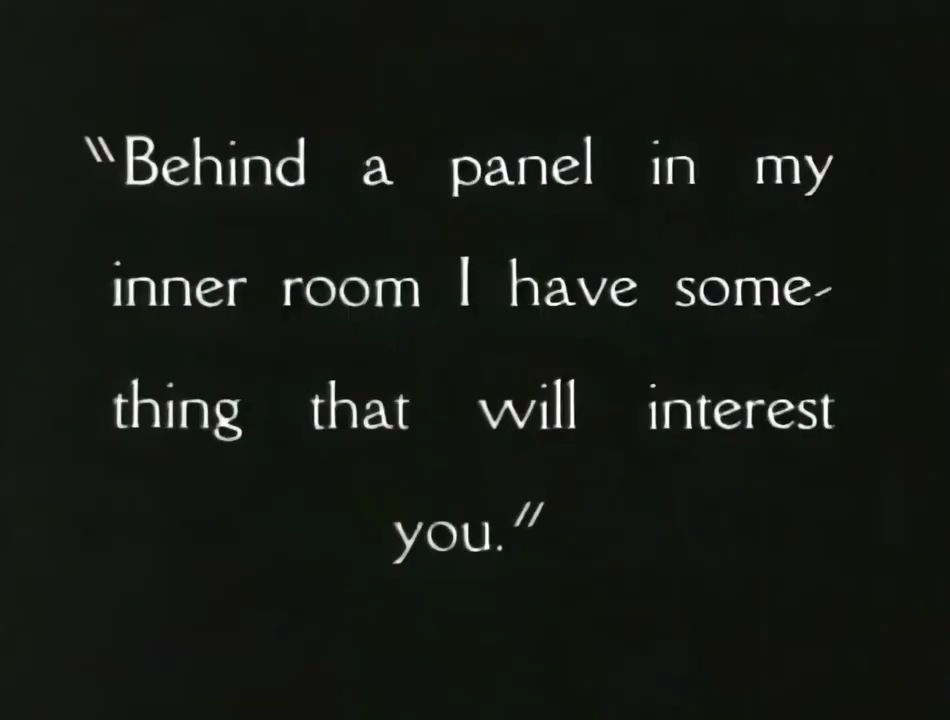 "Behind a panel in my
inner room I have some-
thing that will interest
you."